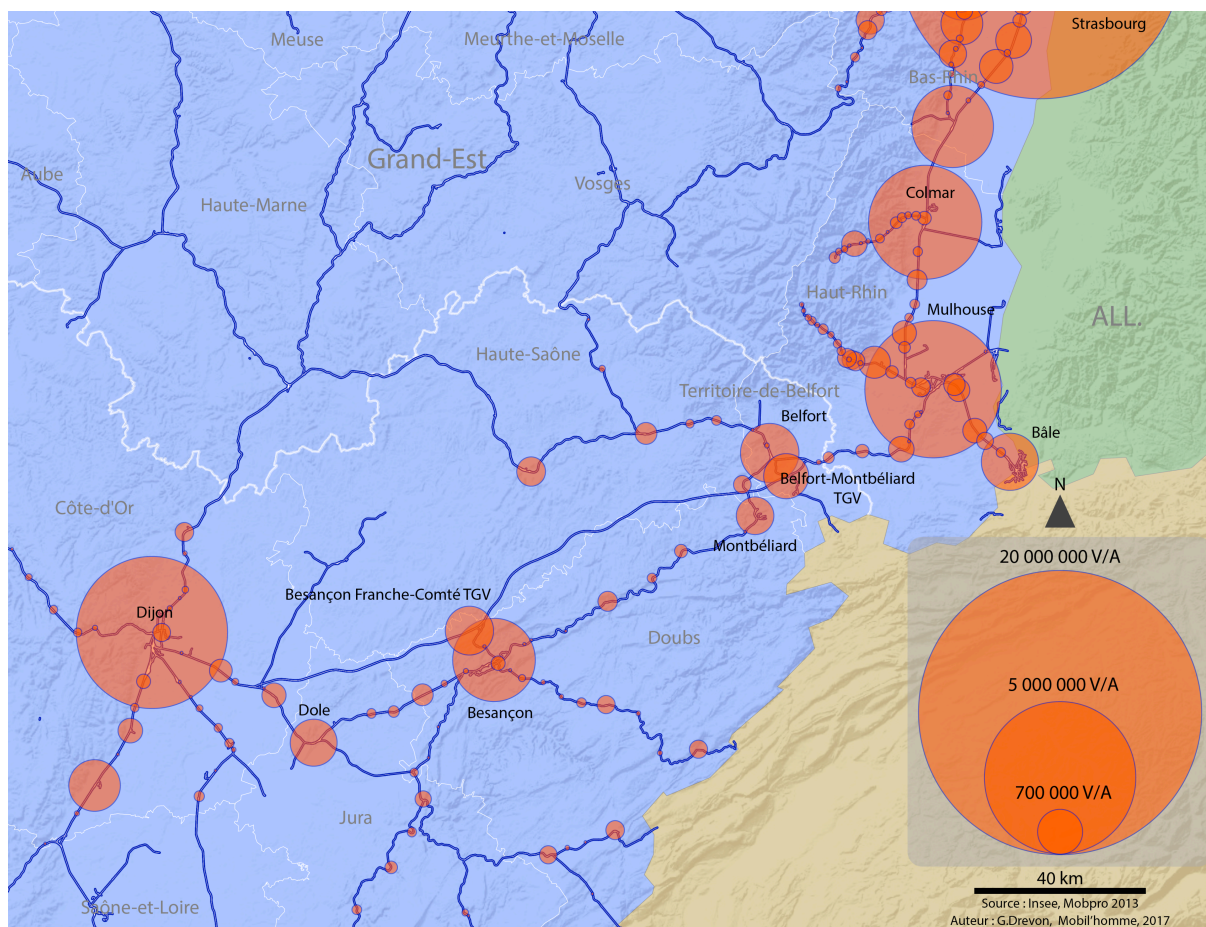 Strasbourg
Meuse
Meurthe-et-Moselle
Bas-Rhin
Grand-Est
Aube
Vosges
Colmar
Haute-Marne
Haut-Rhin
Mulhouse
ALL.
Haute-Saône
Territoire-de-Belfort
Belfort
Bâle
Belfort-Montbéliard
TGV
N
Côte-d'Or
Montbéliard
20 000 000 V/A
Besançon Franche-Comté TGV
Dijon
Doubs
5 000 000 V/A
Dole
Besançon
700 000 V/A
Jura
40 km
Saône-et-Loire
Source : Insee, Mobpro 2013
Auteur : G.Drevon, Mobil'homme, 2017